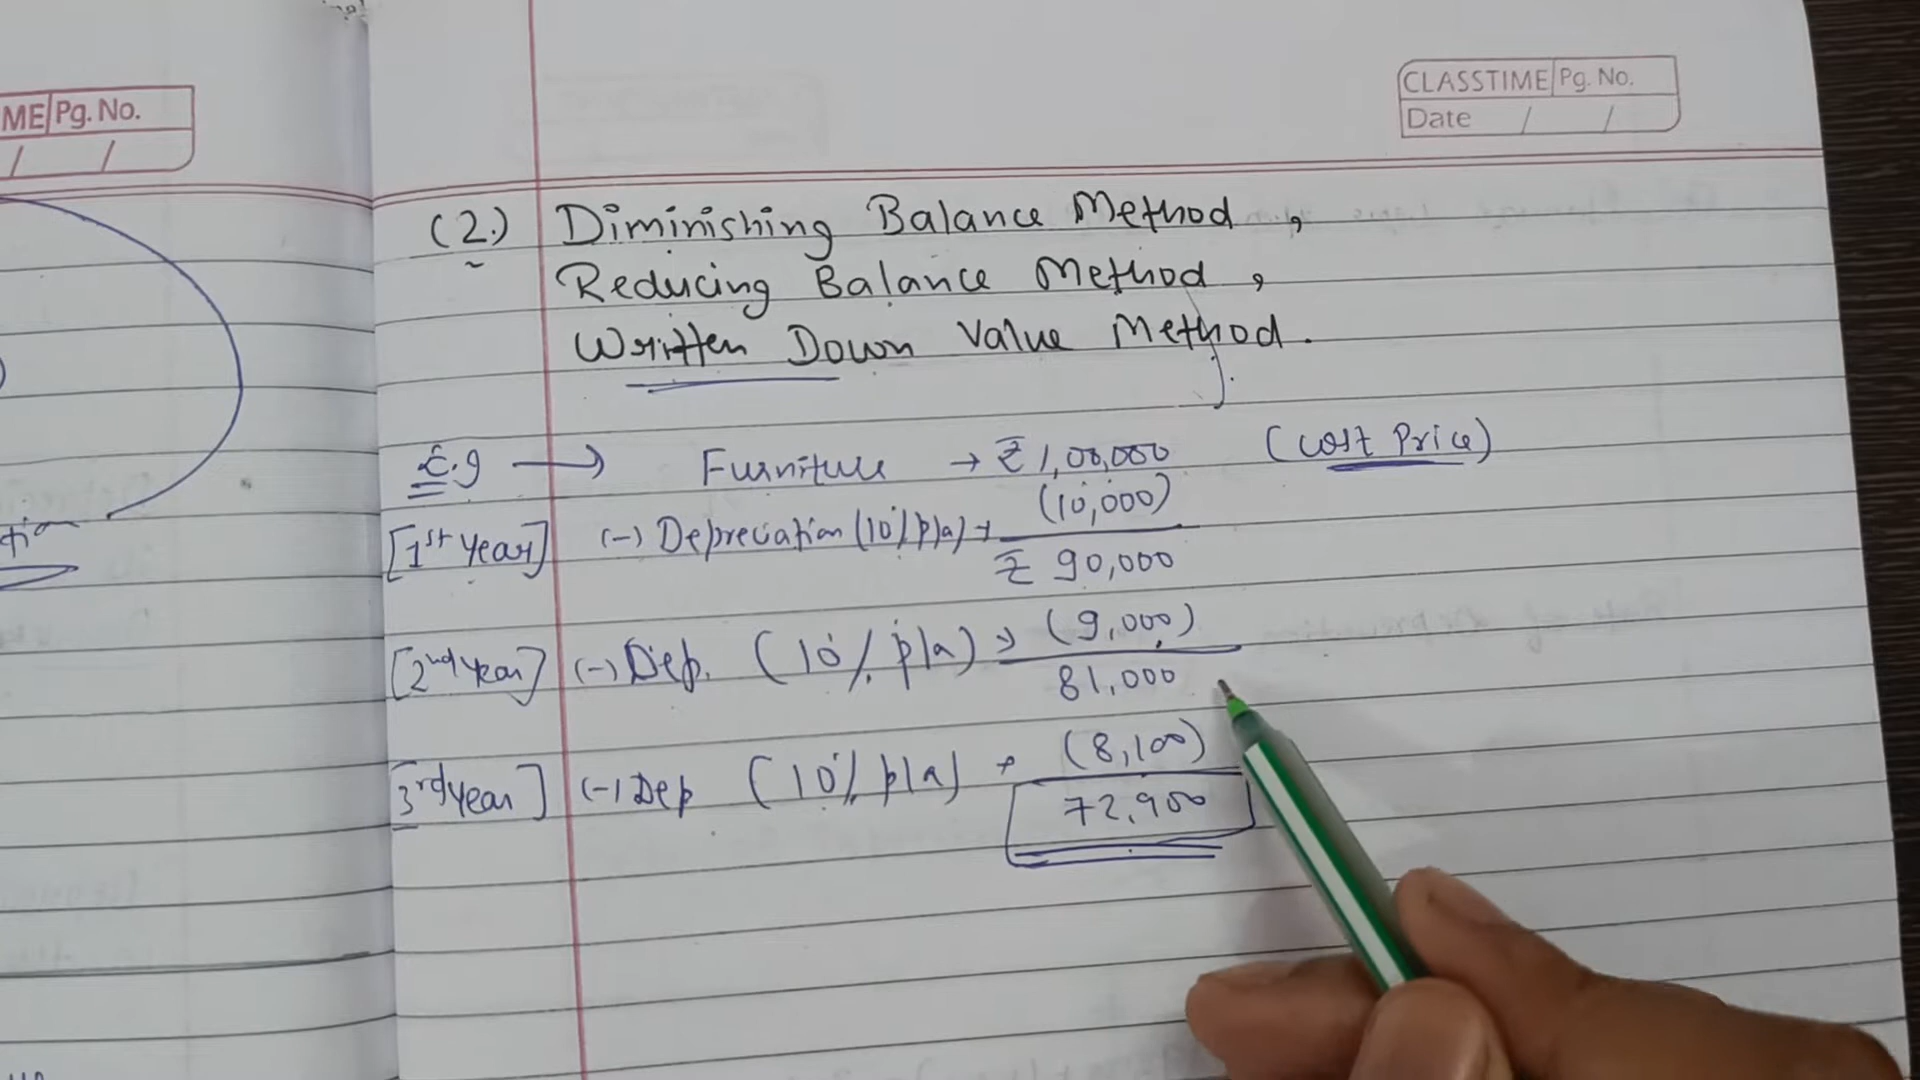 ME Pg. No.
/ /
CLASSTIME Pg. No.
Date / /
(2.) Diminishing Balance Method,
Reducing Balance Method,
Written Down Value Method.
E.g → Furniture → ₹ 1,00,000 (Cost Price)
(10,000)
[1st Year] (-) Depreciation (10% p/a) →
₹ 90,000
(9,000)
[2nd Year] (-) Dep. (10% p/a) →
81,000
(8,100)
3rd Year] (-) Dep (10% p/a) →
72,900
tion